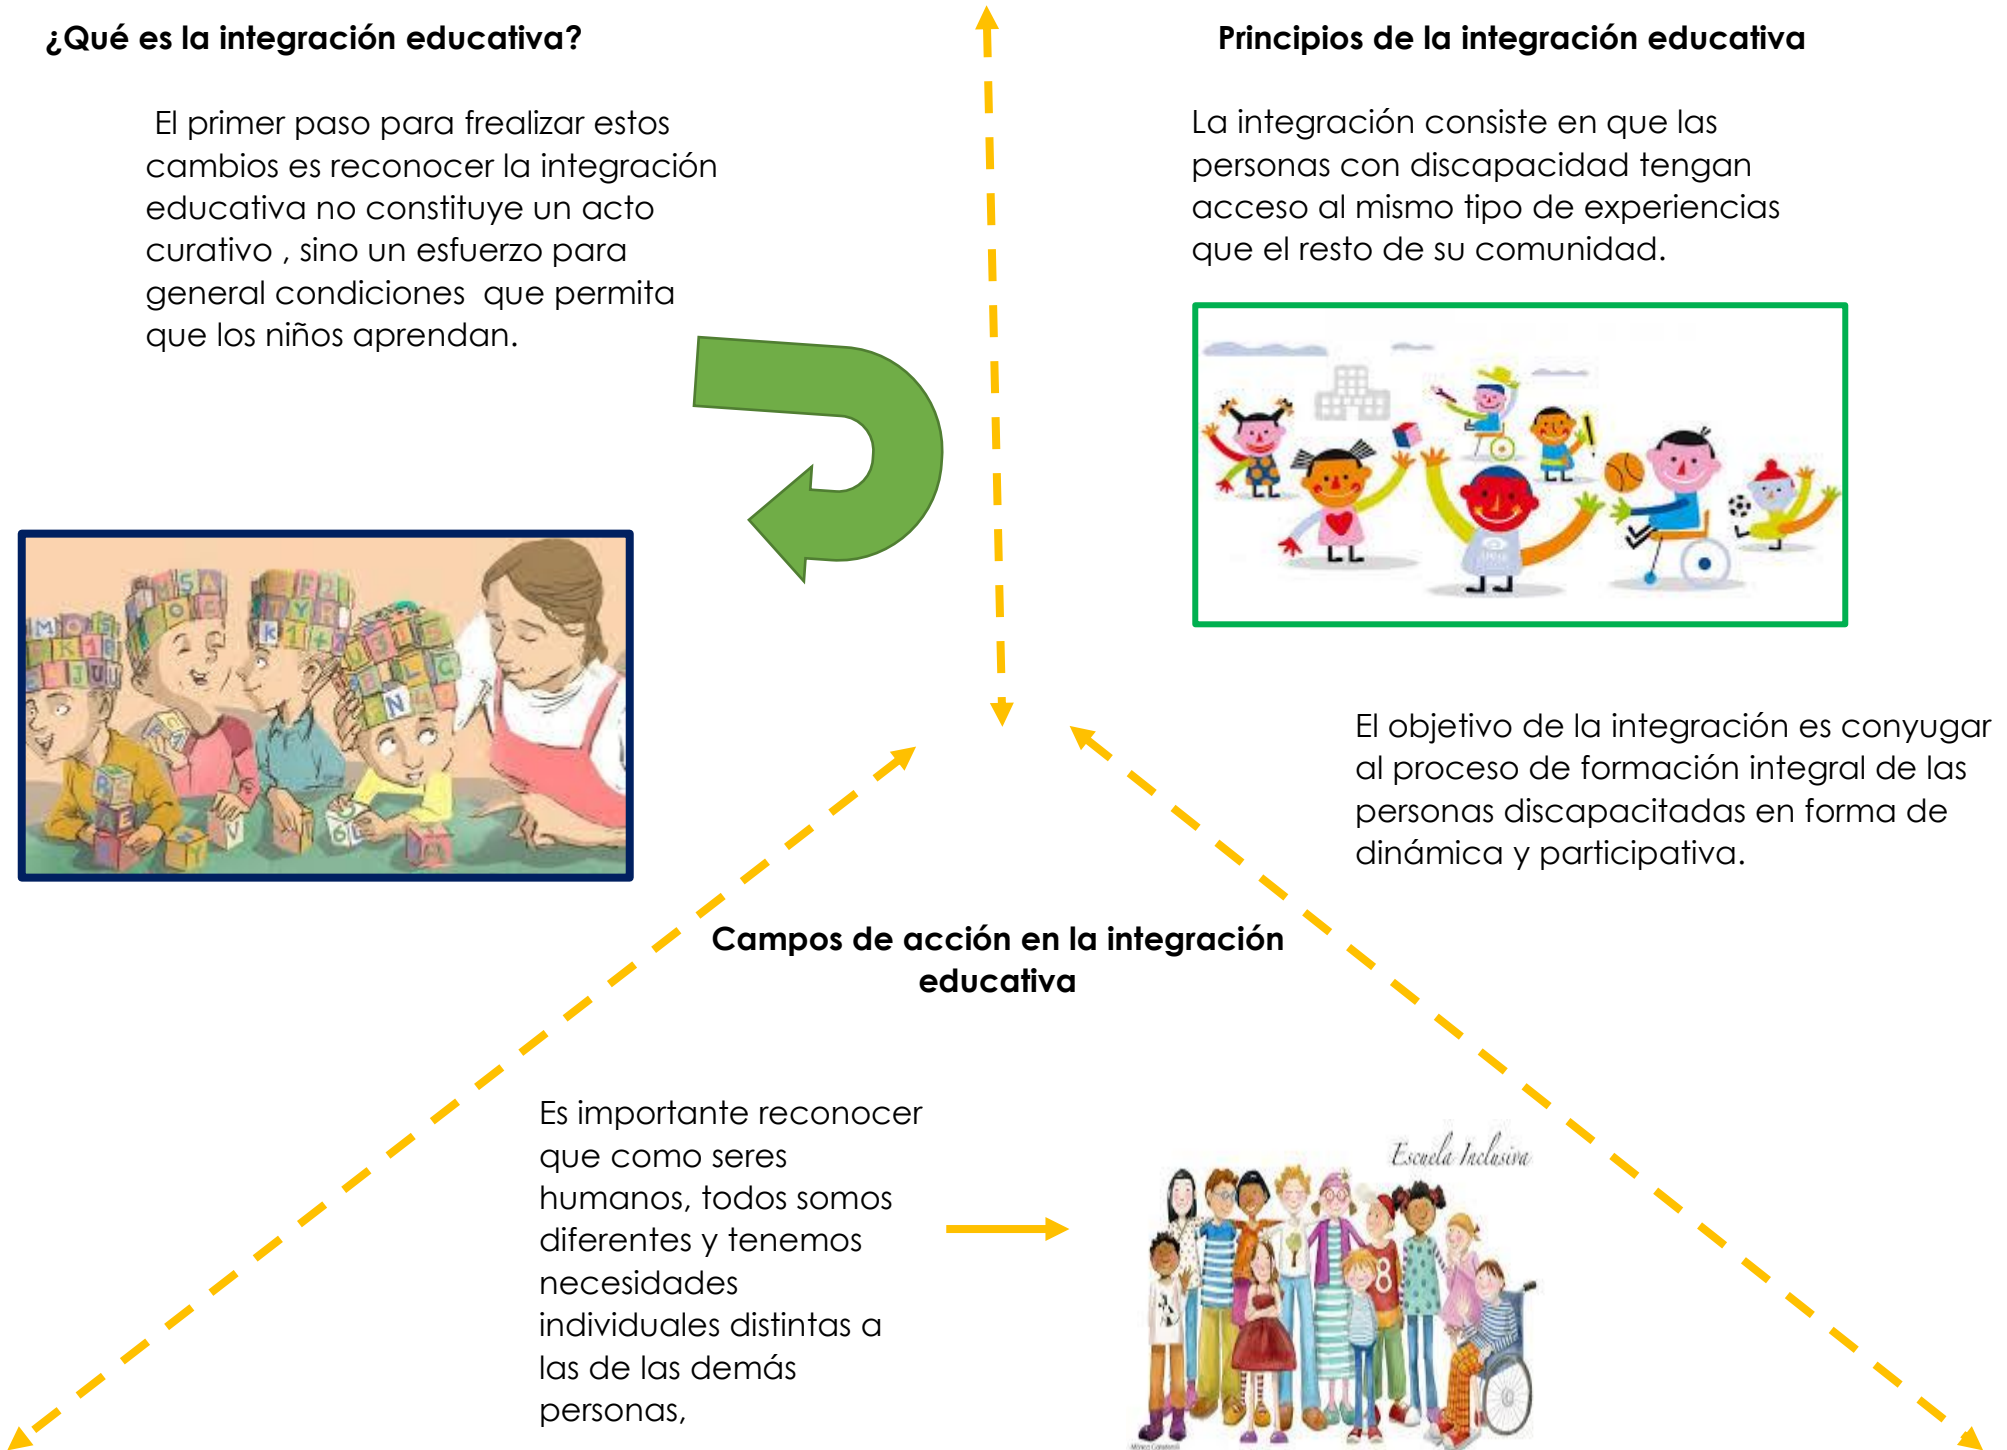 ¿Qué es la integración educativa?
El primer paso para frealizar estos
cambios es reconocer la integración
educativa no constituye un acto
curativo , sino un esfuerzo para
general condiciones  que permita
que los niños aprendan.
Principios de la integración educativa
La integración consiste en que las
personas con discapacidad tengan
acceso al mismo tipo de experiencias
que el resto de su comunidad.
El objetivo de la integración es conyugar
al proceso de formación integral de las
personas discapacitadas en forma de
dinámica y participativa.
Campos de acción en la integración
educativa
Es importante reconocer
que como seres
humanos, todos somos
diferentes y tenemos
necesidades
individuales distintas a
las de las demás
personas,
Escuela Inclusiva
8